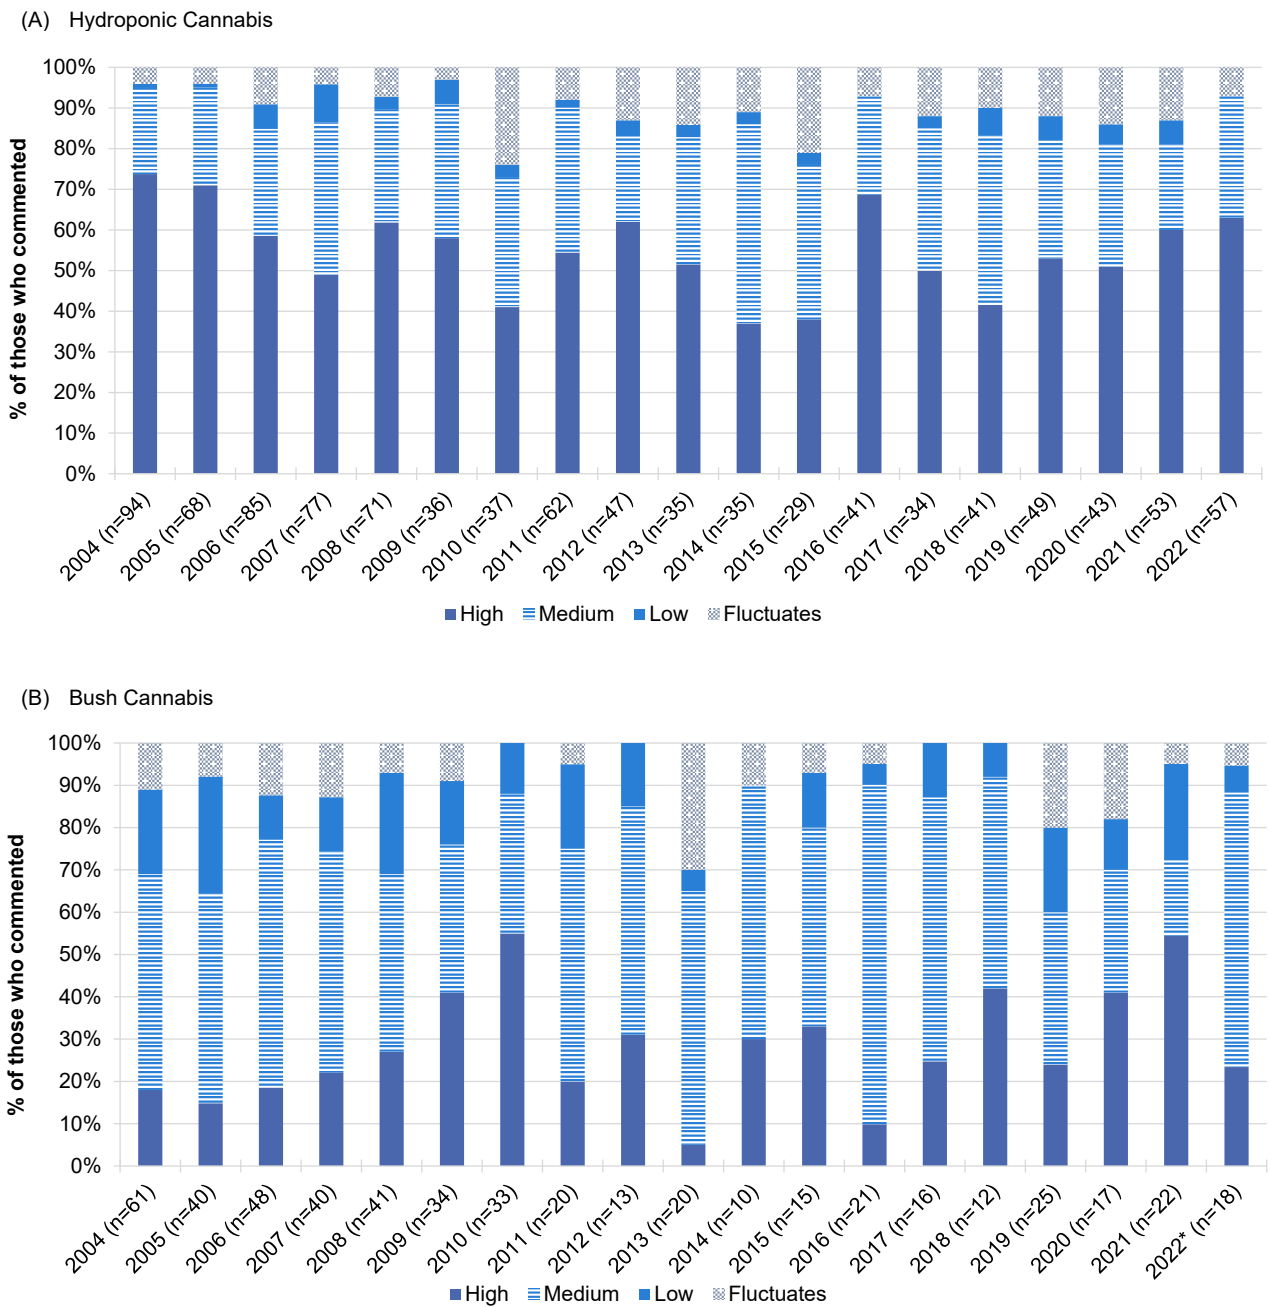 (A) Hydroponic Cannabis
% of those who commented
100%
90%
80%
70%
60%
50%
40%
30%
20%
10%
0%
2004 (n=94)
2005 (n=68)
2006 (n=85)
2007 (n=77)
2008 (n=71)
2009 (n=36)
2010 (n=37)
2011 (n=62)
2012 (n=47)
2013 (n=35)
2014 (n=35)
2015 (n=29)
2016 (n=41)
2017 (n=34)
2018 (n=41)
2019 (n=49)
2020 (n=43)
2021 (n=53)
2022 (n=57)
High Medium Low Fluctuates
(B) Bush Cannabis
% of those who commented
100%
90%
80%
70%
60%
50%
40%
30%
20%
10%
0%
2004 (n=61)
2005 (n=40)
2006 (n=48)
2007 (n=40)
2008 (n=41)
2009 (n=34)
2010 (n=33)
2011 (n=20)
2012 (n=13)
2013 (n=20)
2014 (n=10)
2015 (n=15)
2016 (n=21)
2017 (n=16)
2018 (n=12)
2019 (n=25)
2020 (n=17)
2021 (n=22)
2022* (n=18)
High Medium Low Fluctuates